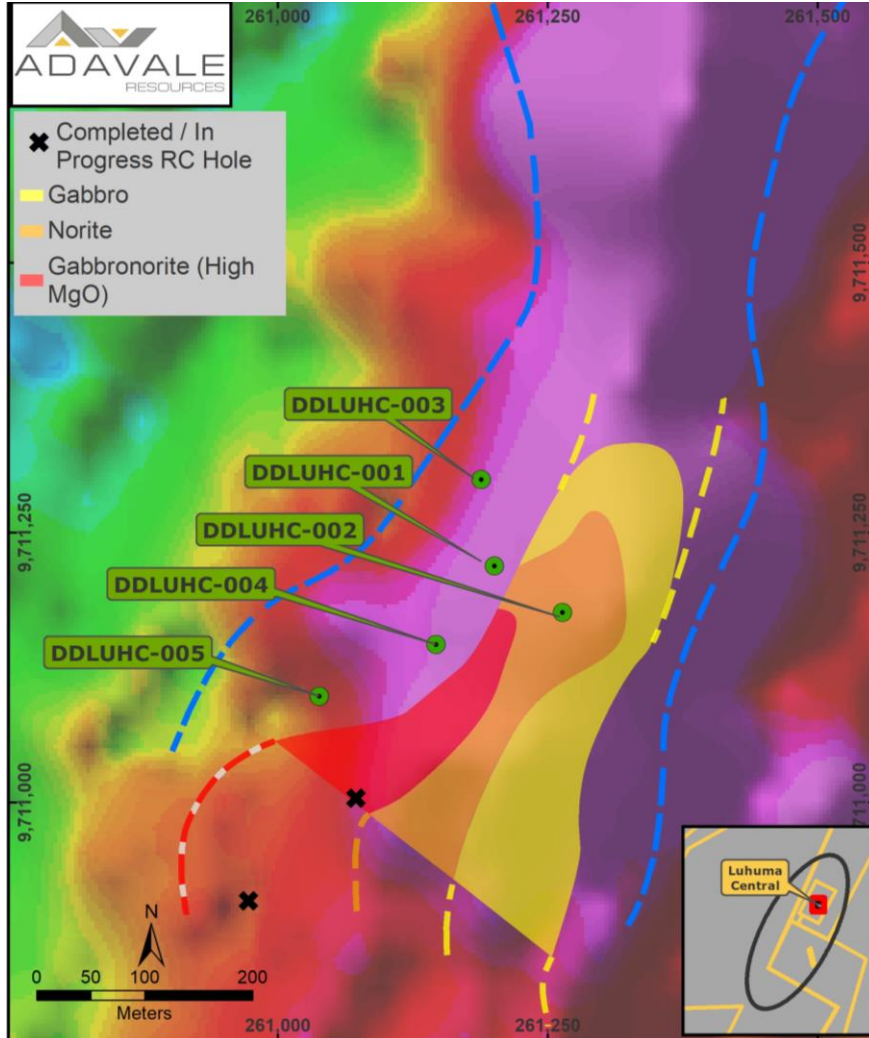 261,000
261,250
261,500
ADAVALE
RESOURCES
Completed / In
Progress RC Hole
Gabbro
Norite
Gabbronorite (High
MgO)
9,711,500
DDLUHC-003
DDLUHC-001
DDLUHC-002
DDLUHC-004
DDLUHC-005
9,711,250
9,711,250
9,711,000
9,711,000
Luhuma
Central
N
0
50
100
200
Meters
261,000
261,250